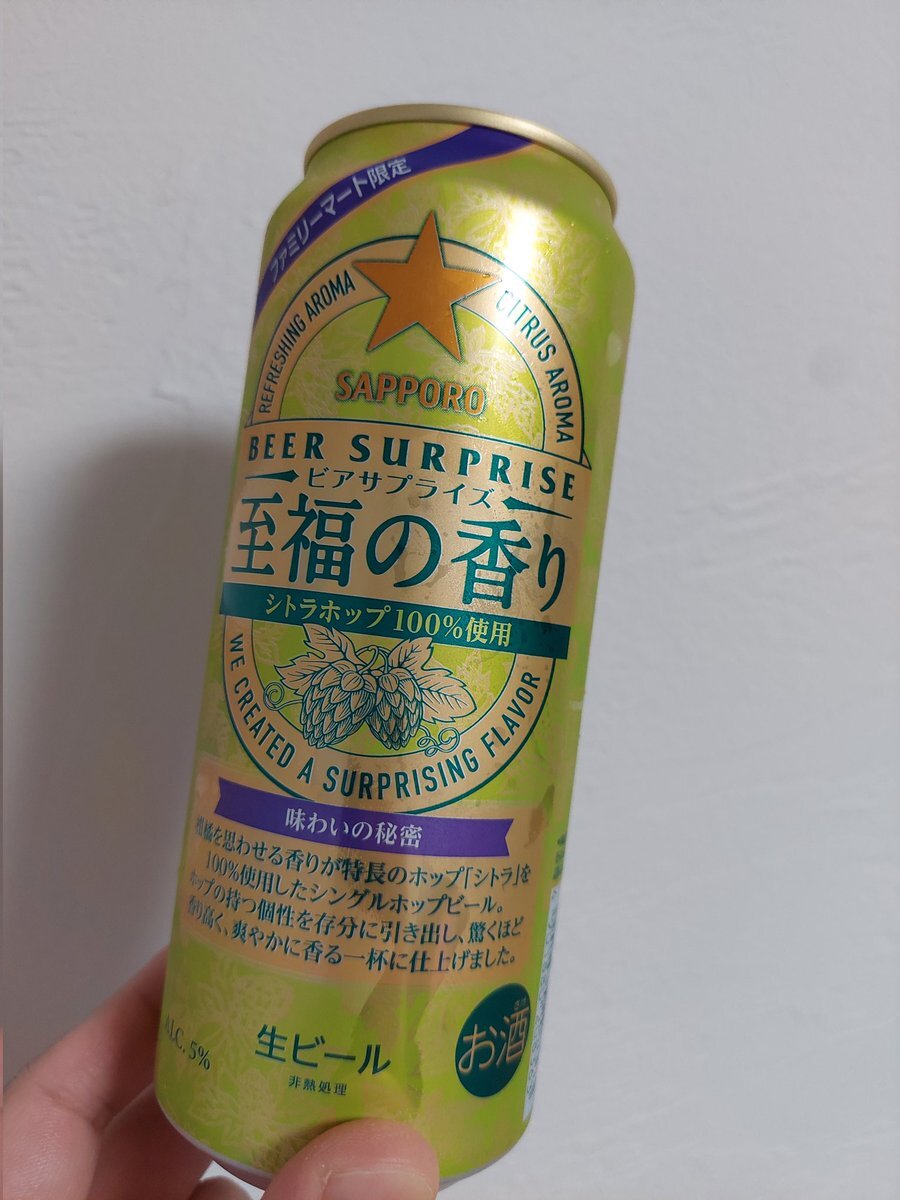 ファミリーマート限定
REFRESHING AROMA
CITRUS AROMA
SAPPORO
BEER SURPRISE
ビアサプライズ
至福の香り
シトラホップ100%使用
WE CREATED A SURPRISING FLAVOR
味わいの秘密
柑橘を思わせる香りが特長のホップ「シトラ」を
100%使用したシングルホップビール。
ホップの持つ個性を存分に引き出し、驚くほど
香り高く、爽やかに香る一杯に仕上げました。
ALC. 5%
生ビール
非熱処理
お酒